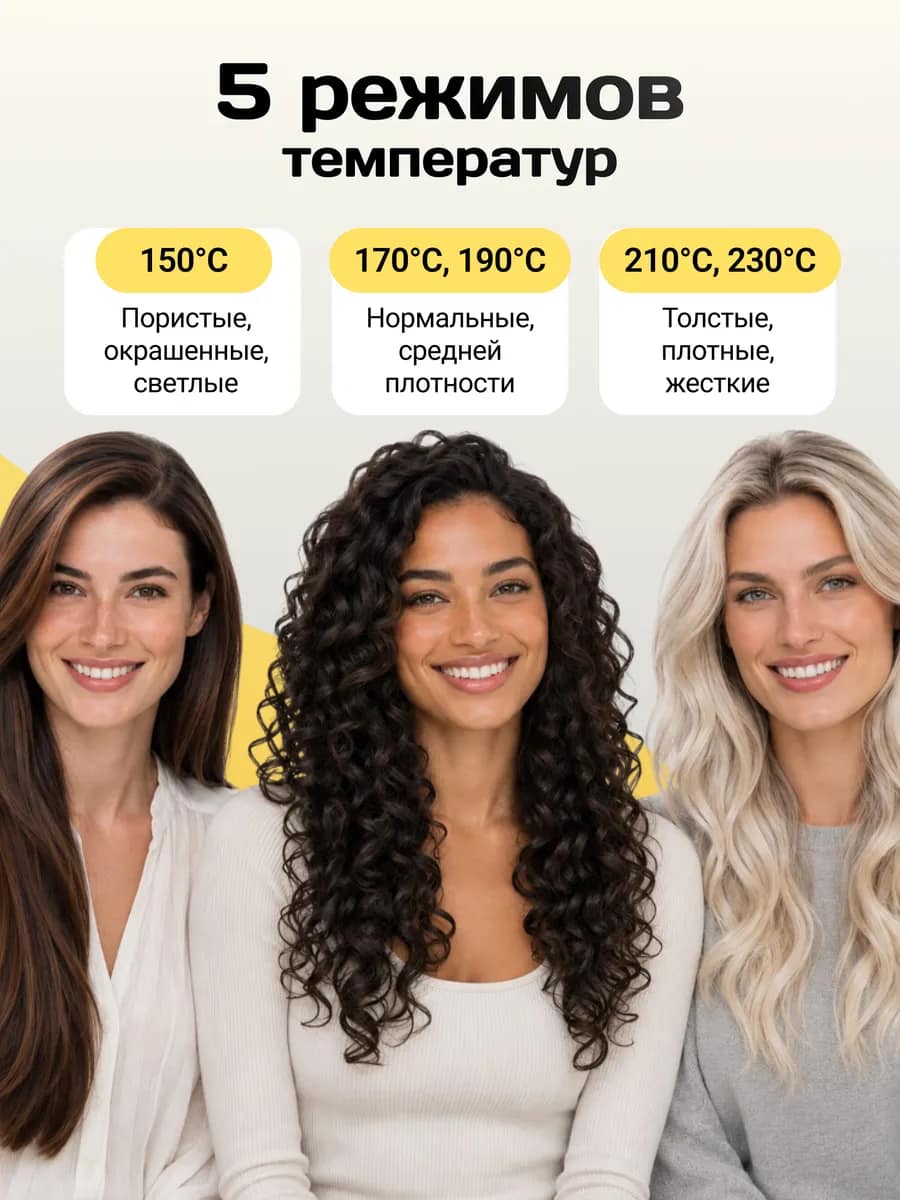 5 режимов
температур
150°C
Пористые,
окрашенные,
светлые
170°C, 190°C
Нормальные,
средней
плотности
210°C, 230°C
Толстые,
плотные,
жесткие